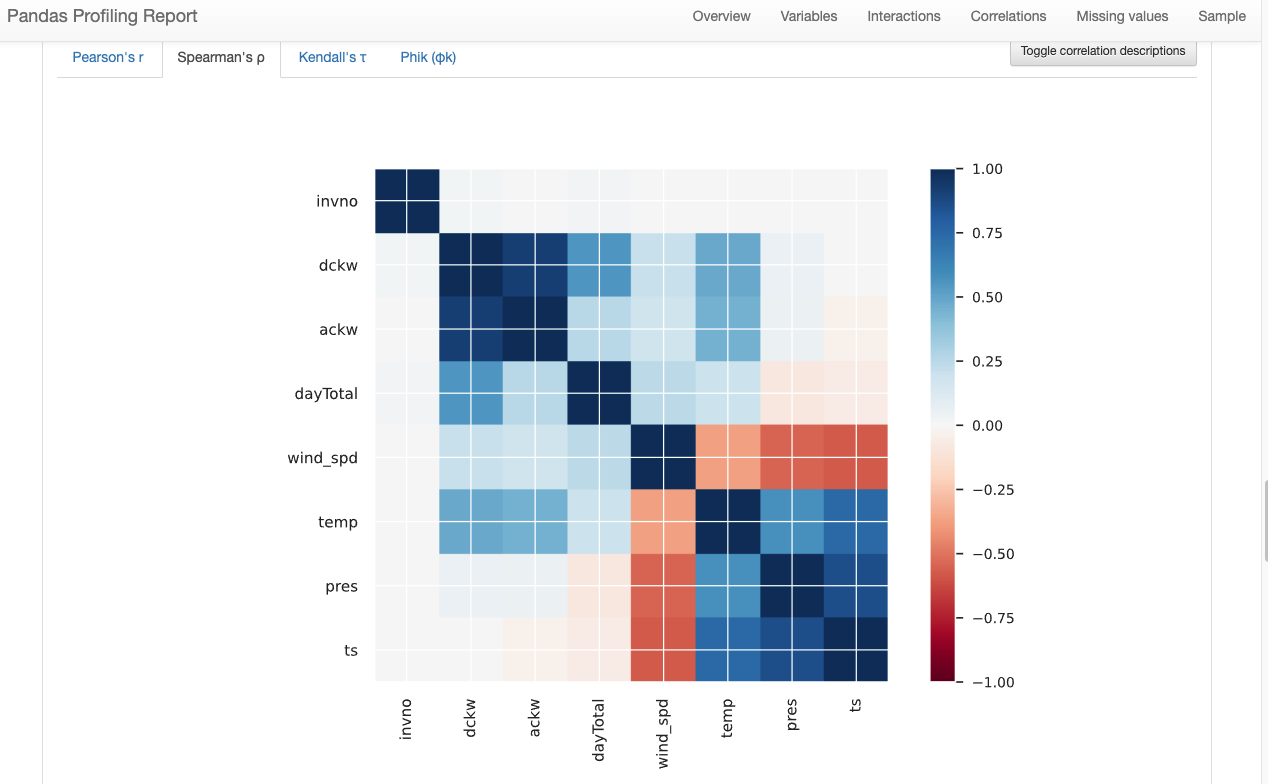 Pandas Profiling Report Overview Variables Interactions Correlations Missing values Sample
Pearson's r Spearman's ρ Kendall's τ Phik (φk) Toggle correlation descriptions
invno
dckw
ackw
dayTotal
wind_spd
temp
pres
ts
invno dckw ackw dayTotal wind_spd temp pres ts
1.00
0.75
0.50
0.25
0.00
−0.25
−0.50
−0.75
−1.00